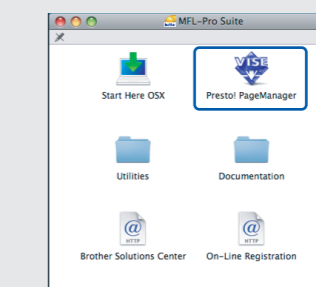 MFL-Pro Suite
VISE
Start Here OSX
Presto! PageManager
Utilities
Documentation
@
HTTP
@
HTTP
Brother Solutions Center
On-Line Registration